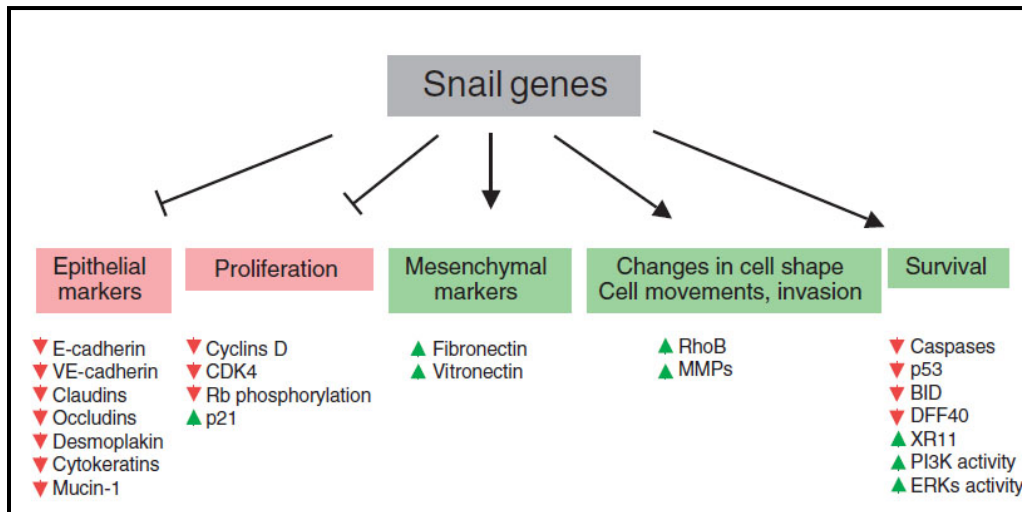 Snail genes
Epithelial
markers
Proliferation
Mesenchymal
markers
Changes in cell shape
Cell movements, invasion
Survival
E-cadherin
VE-cadherin
Claudins
Occludins
Desmoplakin
Cytokeratins
Mucin-1
Cyclins D
CDK4
Rb phosphorylation
p21
Fibronectin
Vitronectin
RhoB
MMPs
Caspases
p53
BID
DFF40
XR11
PI3K activity
ERKs activity